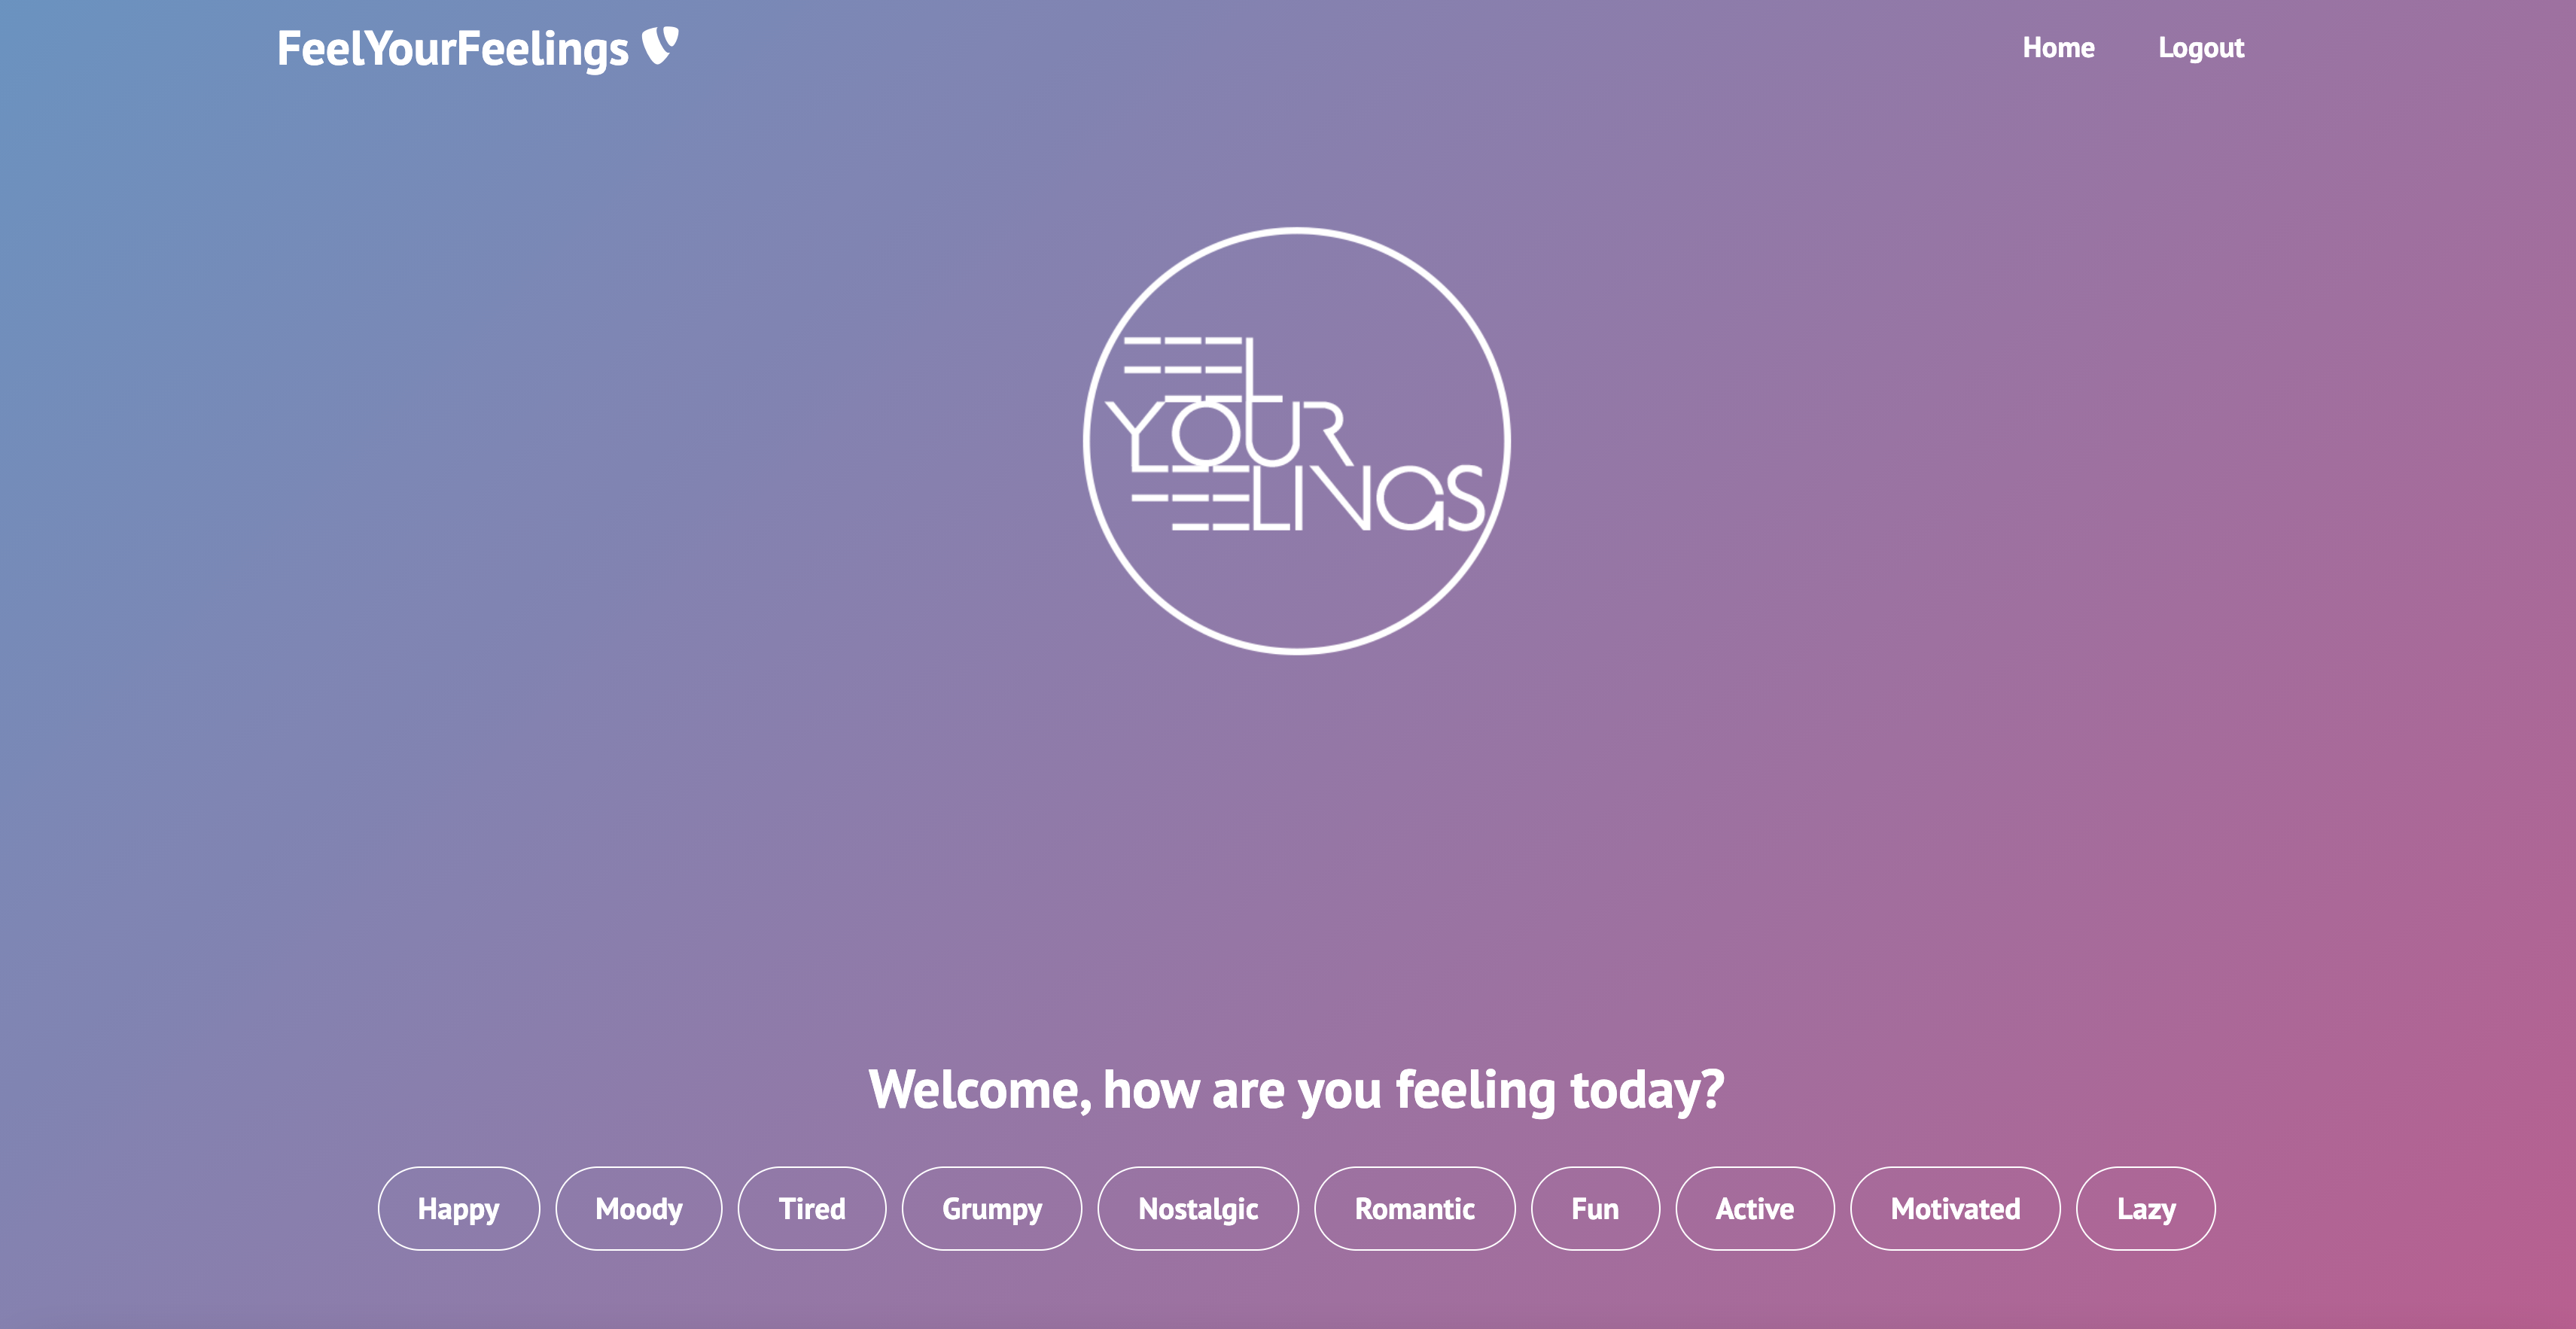 FeelYourFeelings
Home Logout
FEEL
YOUR
FEELINGS
Welcome, how are you feeling today?
Happy Moody Tired Grumpy Nostalgic Romantic Fun Active Motivated Lazy